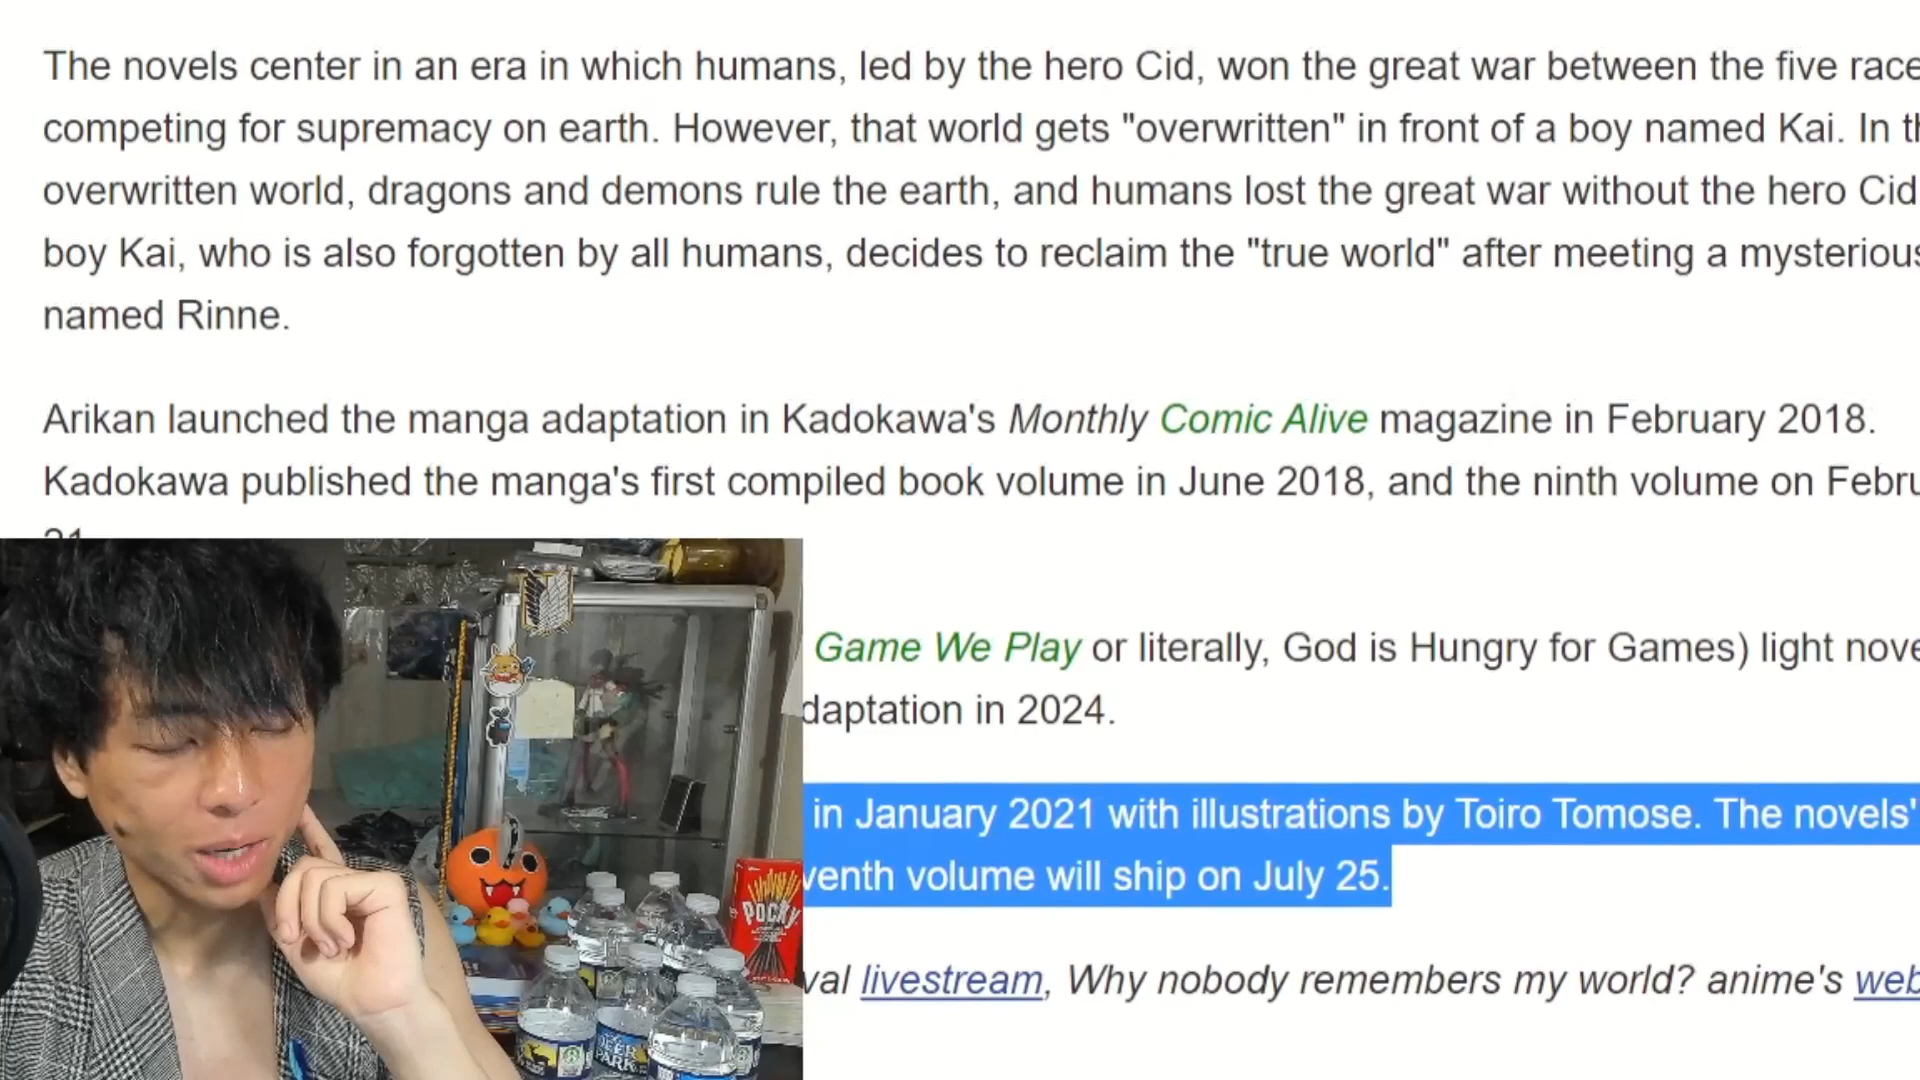 The novels center in an era in which humans, led by the hero Cid, won the great war between the five race
competing for supremacy on earth. However, that world gets "overwritten" in front of a boy named Kai. In th
overwritten world, dragons and demons rule the earth, and humans lost the great war without the hero Cid
boy Kai, who is also forgotten by all humans, decides to reclaim the "true world" after meeting a mysterious
named Rinne.
Arikan launched the manga adaptation in Kadokawa's Monthly Comic Alive magazine in February 2018.
Kadokawa published the manga's first compiled book volume in June 2018, and the ninth volume on Febru
21.
Game We Play or literally, God is Hungry for Games) light nove
daptation in 2024.
in January 2021 with illustrations by Toiro Tomose. The novels'
venth volume will ship on July 25.
val livestream, Why nobody remembers my world? anime's web
POCKY
DEER
PARK